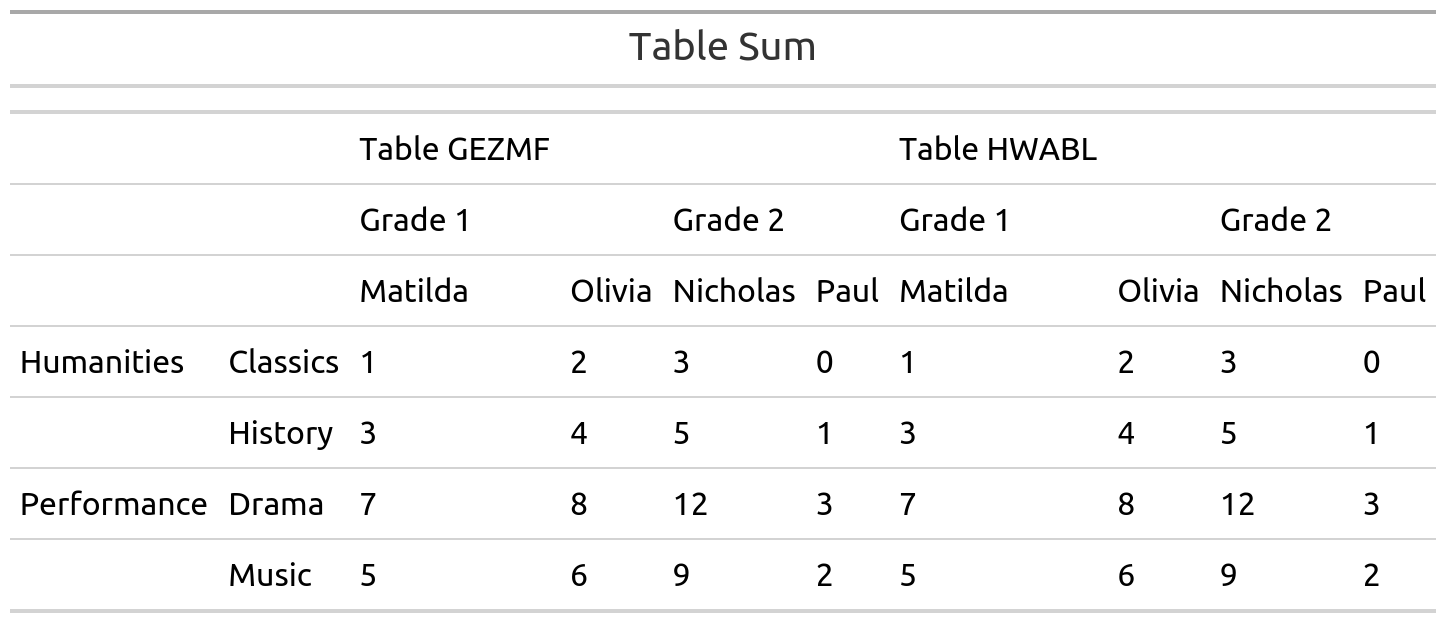 Table Sum
Table GEZMF Table HWABL
Grade 1 Grade 2 Grade 1 Grade 2
Matilda Olivia Nicholas Paul Matilda Olivia Nicholas Paul
Humanities Classics 1 2 3 0 1 2 3 0
History 3 4 5 1 3 4 5 1
Performance Drama 7 8 12 3 7 8 12 3
Music 5 6 9 2 5 6 9 2